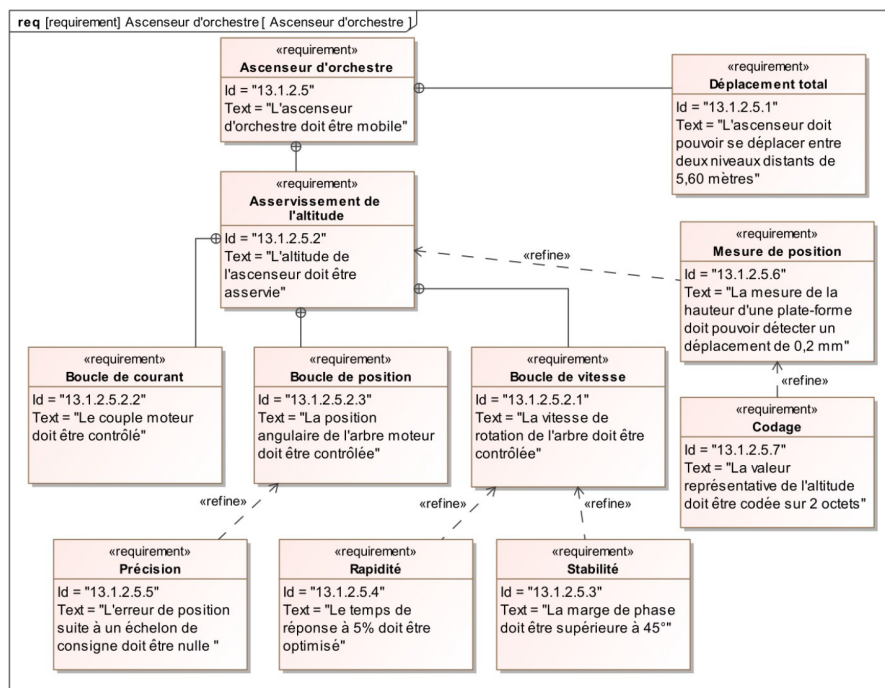 req [requirement] Ascenseur d'orchestre [ Ascenseur d'orchestre ]
«requirement»
Ascenseur d'orchestre
Id = "13.1.2.5"
Text = "L'ascenseur
d'orchestre doit être mobile"
«requirement»
Déplacement total
Id = "13.1.2.5.1"
Text = "L'ascenseur doit
pouvoir se déplacer entre
deux niveaux distants de
5,60 mètres"
«requirement»
Asservissement de
l'altitude
Id = "13.1.2.5.2"
Text = "L'altitude de
l'ascenseur doit être
asservie"
«refine»
«requirement»
Mesure de position
Id = "13.1.2.5.6"
Text = "La mesure de la
hauteur d'une plate-forme
doit pouvoir détecter un
déplacement de 0,2 mm"
«requirement»
Boucle de courant
Id = "13.1.2.5.2.2"
Text = "Le couple moteur
doit être contrôlé"
«requirement»
Boucle de position
Id = "13.1.2.5.2.3"
Text = "La position
angulaire de l'arbre moteur
doit être contrôlée"
«requirement»
Boucle de vitesse
Id = "13.1.2.5.2.1"
Text = "La vitesse de
rotation de l'arbre doit être
contrôlée"
«refine»
«requirement»
Codage
Id = "13.1.2.5.7"
Text = "La valeur
représentative de l'altitude
doit être codée sur 2 octets"
«refine»
«refine»
«refine»
«requirement»
Précision
Id = "13.1.2.5.5"
Text = "L'erreur de position
suite à un échelon de
consigne doit être nulle "
«requirement»
Rapidité
Id = "13.1.2.5.4"
Text = "Le temps de
réponse à 5% doit être
optimisé"
«requirement»
Stabilité
Id = "13.1.2.5.3"
Text = "La marge de phase
doit être supérieure à 45°"